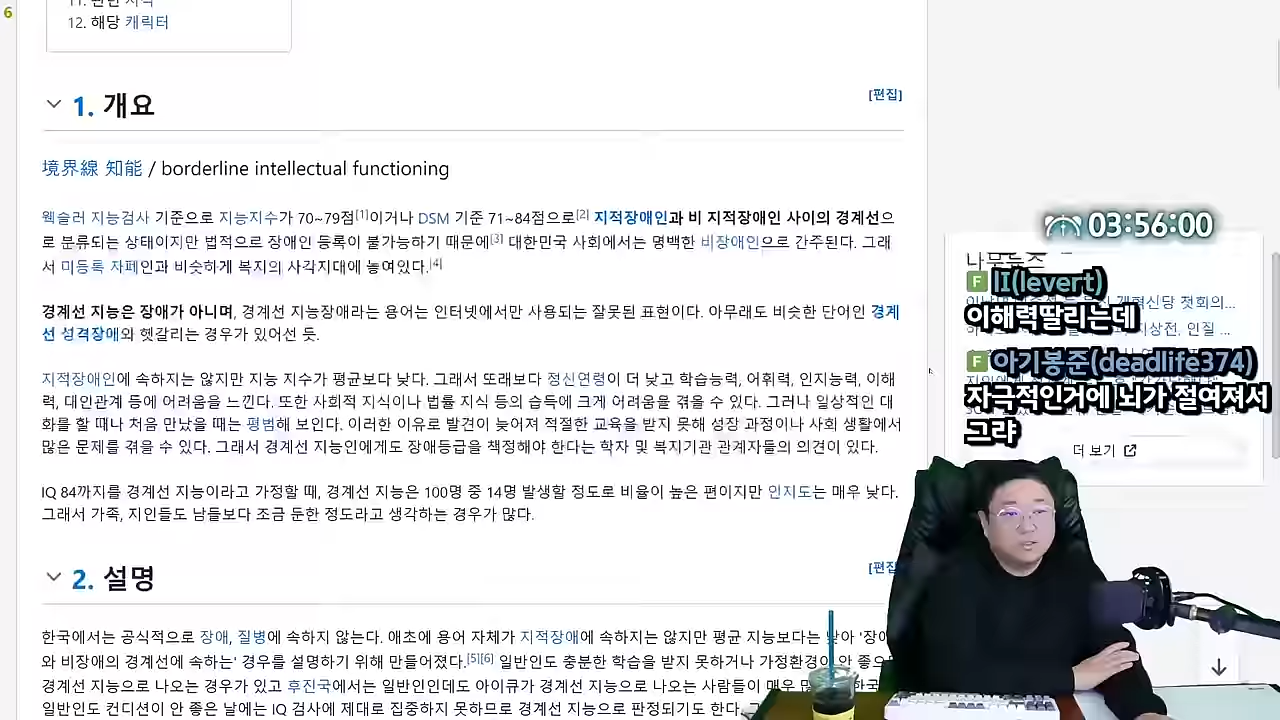 6
12. 해당 캐릭터
1. 개요
[편집]
境界線 知能 / borderline intellectual functioning
웩슬러 지능검사 기준으로 지능지수가 70~79점[1]이거나 DSM 기준 71~84점으로[2] 지적장애인과 비 지적장애인 사이의 경계선으
로 분류되는 상태이지만 법적으로 장애인 등록이 불가능하기 때문에[3] 대한민국 사회에서는 명백한 비장애인으로 간주된다. 그래
서 미등록 자폐인과 비슷하게 복지의 사각지대에 놓여있다.[4]
경계선 지능은 장애가 아니며, 경계선 지능장애라는 용어는 인터넷에서만 사용되는 잘못된 표현이다. 아무래도 비슷한 단어인 경계
선 성격장애와 헷갈리는 경우가 있어선 듯.
지적장애인에 속하지는 않지만 지능 지수가 평균보다 낮다. 그래서 또래보다 정신연령이 더 낮고 학습능력, 어휘력, 인지능력, 이해
력, 대인관계 등에 어려움을 느낀다. 또한 사회적 지식이나 법률 지식 등의 습득에 크게 어려움을 겪을 수 있다. 그러나 일상적인 대
화를 할 때나 처음 만났을 때는 평범해 보인다. 이러한 이유로 발견이 늦어져 적절한 교육을 받지 못해 성장 과정이나 사회 생활에서
많은 문제를 겪을 수 있다. 그래서 경계선 지능인에게도 장애등급을 책정해야 한다는 학자 및 복지기관 관계자들의 의견이 있다.
IQ 84까지를 경계선 지능이라고 가정할 때, 경계선 지능은 100명 중 14명 발생할 정도로 비율이 높은 편이지만 인지도는 매우 낮다.
그래서 가족, 지인들도 남들보다 조금 둔한 정도라고 생각하는 경우가 많다.
2. 설명
[편집
한국에서는 공식적으로 장애, 질병에 속하지 않는다. 애초에 용어 자체가 지적장애에 속하지는 않지만 평균 지능보다는 낮아 '장애
와 비장애의 경계선에 속하는' 경우를 설명하기 위해 만들어졌다.[5][6] 일반인도 충분한 학습을 받지 못하거나 가정환경이 안 좋으
경계선 지능으로 나오는 경우가 있고 후진국에서는 일반인인데도 아이큐가 경계선 지능으로 나오는 사람들이 매우 많
일반인도 컨디션이 안 좋은 날에는 제대로 집중하지 못하므로 경계선 지능으로 판정되기도 한다.
03:56:00
나무뉴스
F lI(levert)
이해력딸리는데
F 아기봉준(deadlife374)
자극적인거에 뇌가 절여져서
그랴
더 보기